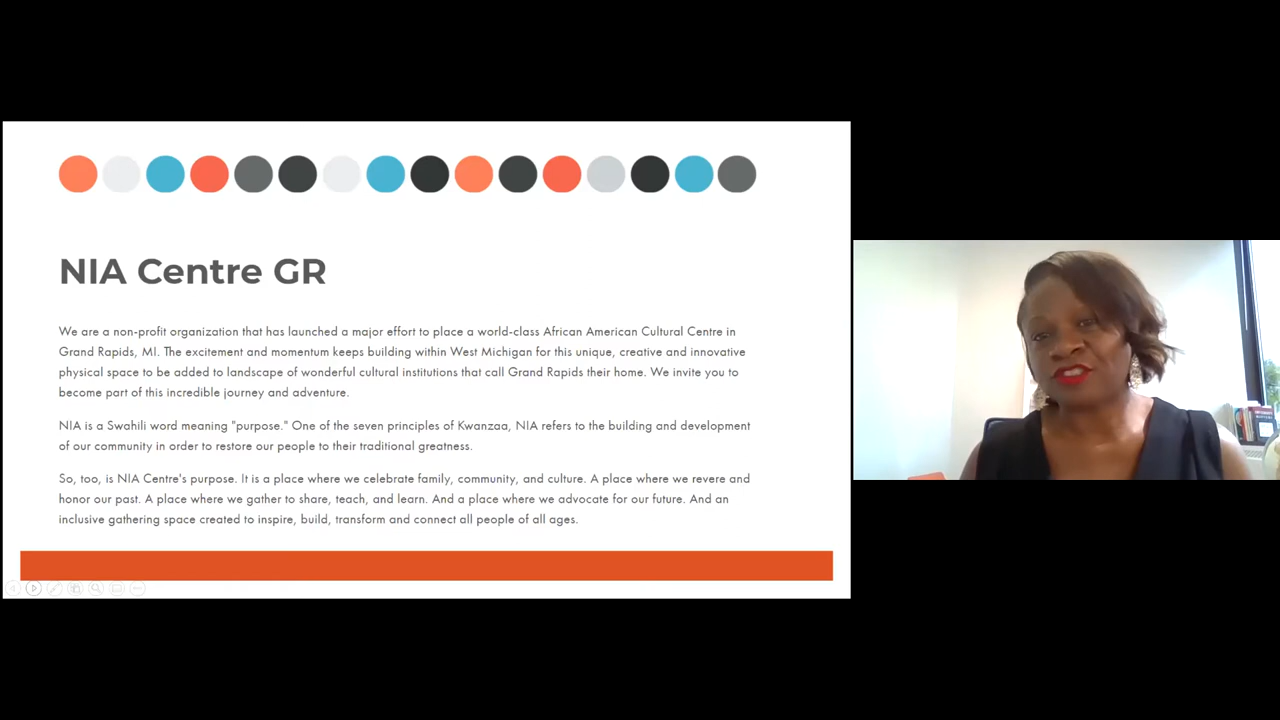 NIA Centre GR
We are a non-profit organization that has launched a major effort to place a world-class African American Cultural Centre in
Grand Rapids, MI. The excitement and momentum keeps building within West Michigan for this unique, creative and innovative
physical space to be added to landscape of wonderful cultural institutions that call Grand Rapids their home. We invite you to
become part of this incredible journey and adventure.
NIA is a Swahili word meaning "purpose." One of the seven principles of Kwanzaa, NIA refers to the building and development
of our community in order to restore our people to their traditional greatness.
So, too, is NIA Centre's purpose. It is a place where we celebrate family, community, and culture. A place where we revere and
honor our past. A place where we gather to share, teach, and learn. And a place where we advocate for our future. And an
inclusive gathering space created to inspire, build, transform and connect all people of all ages.